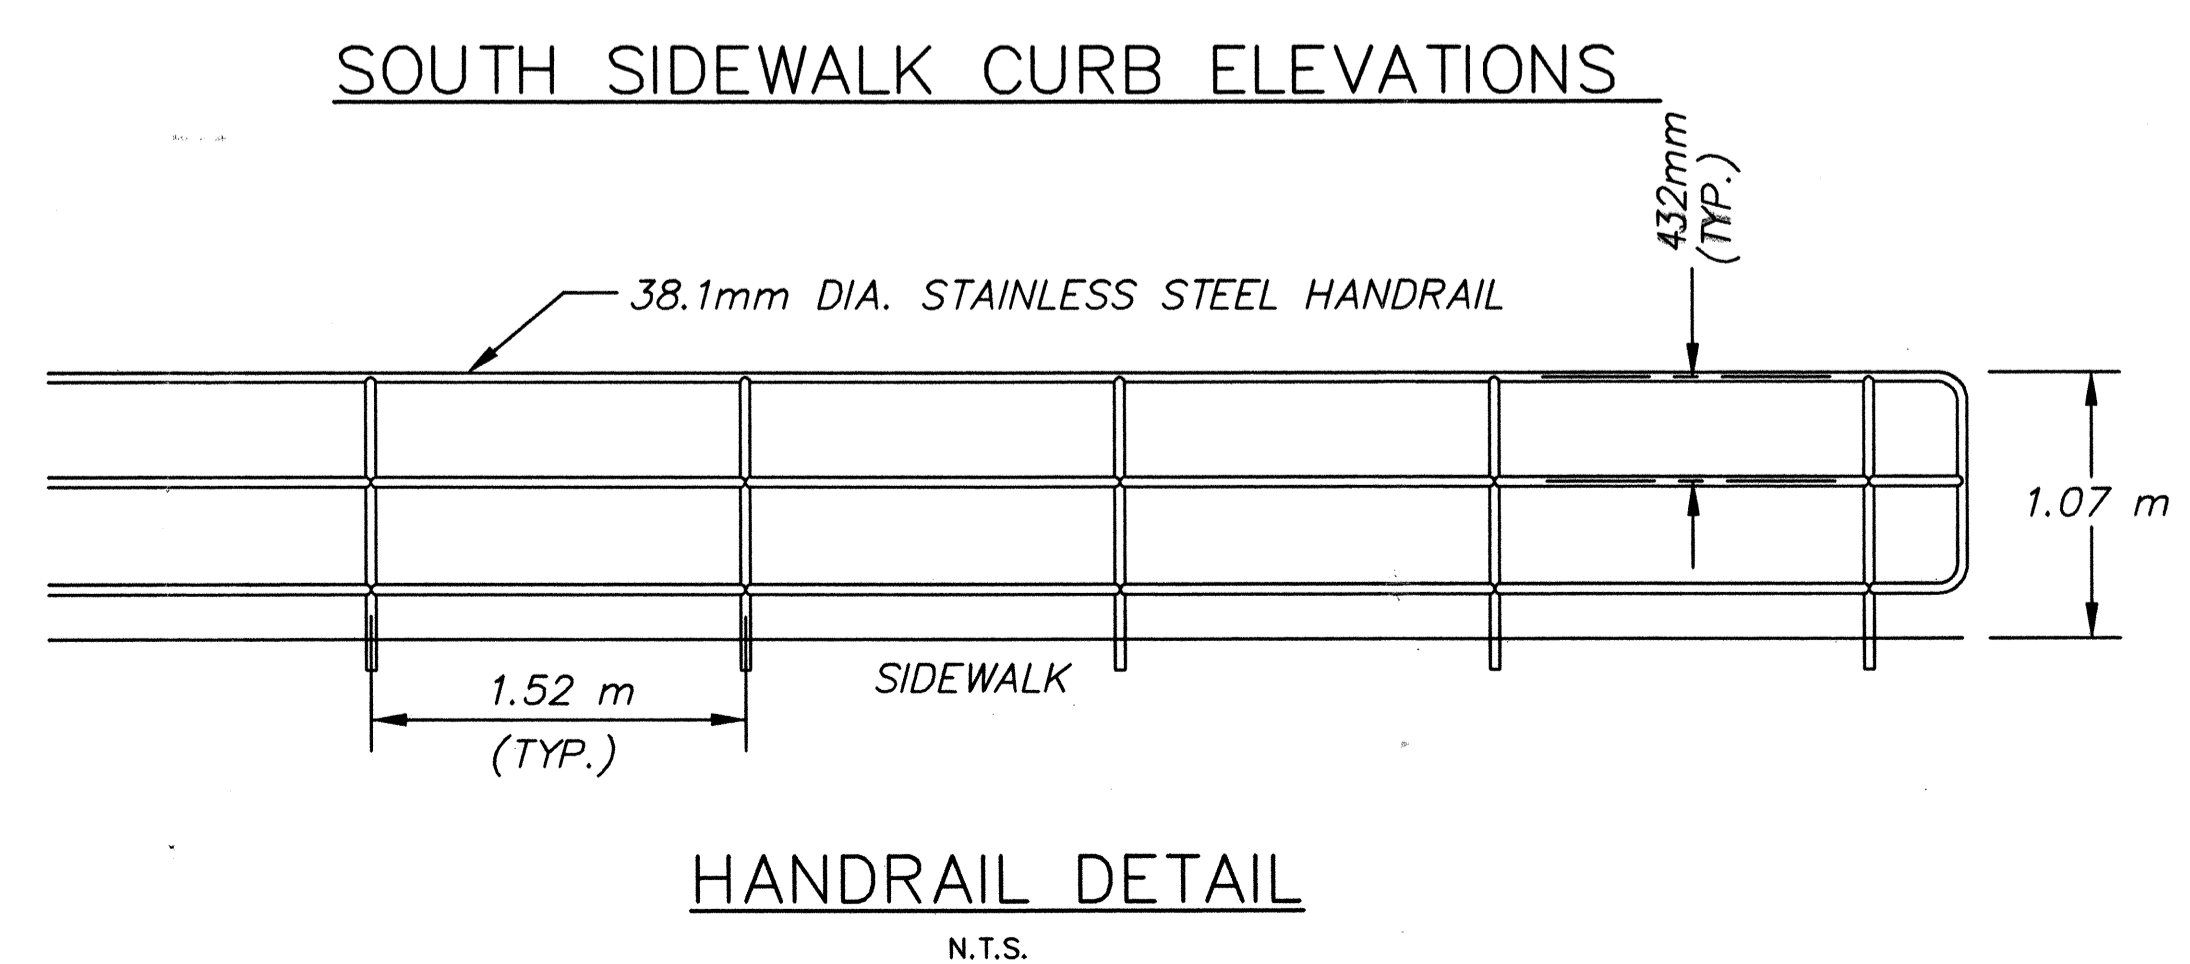 SOUTH SIDEWALK CURB ELEVATIONS
432mm
(TYP.)
38.1mm DIA. STAINLESS STEEL HANDRAIL
1.07 m
SIDEWALK
1.52 m
(TYP.)
HANDRAIL DETAIL
N.T.S.